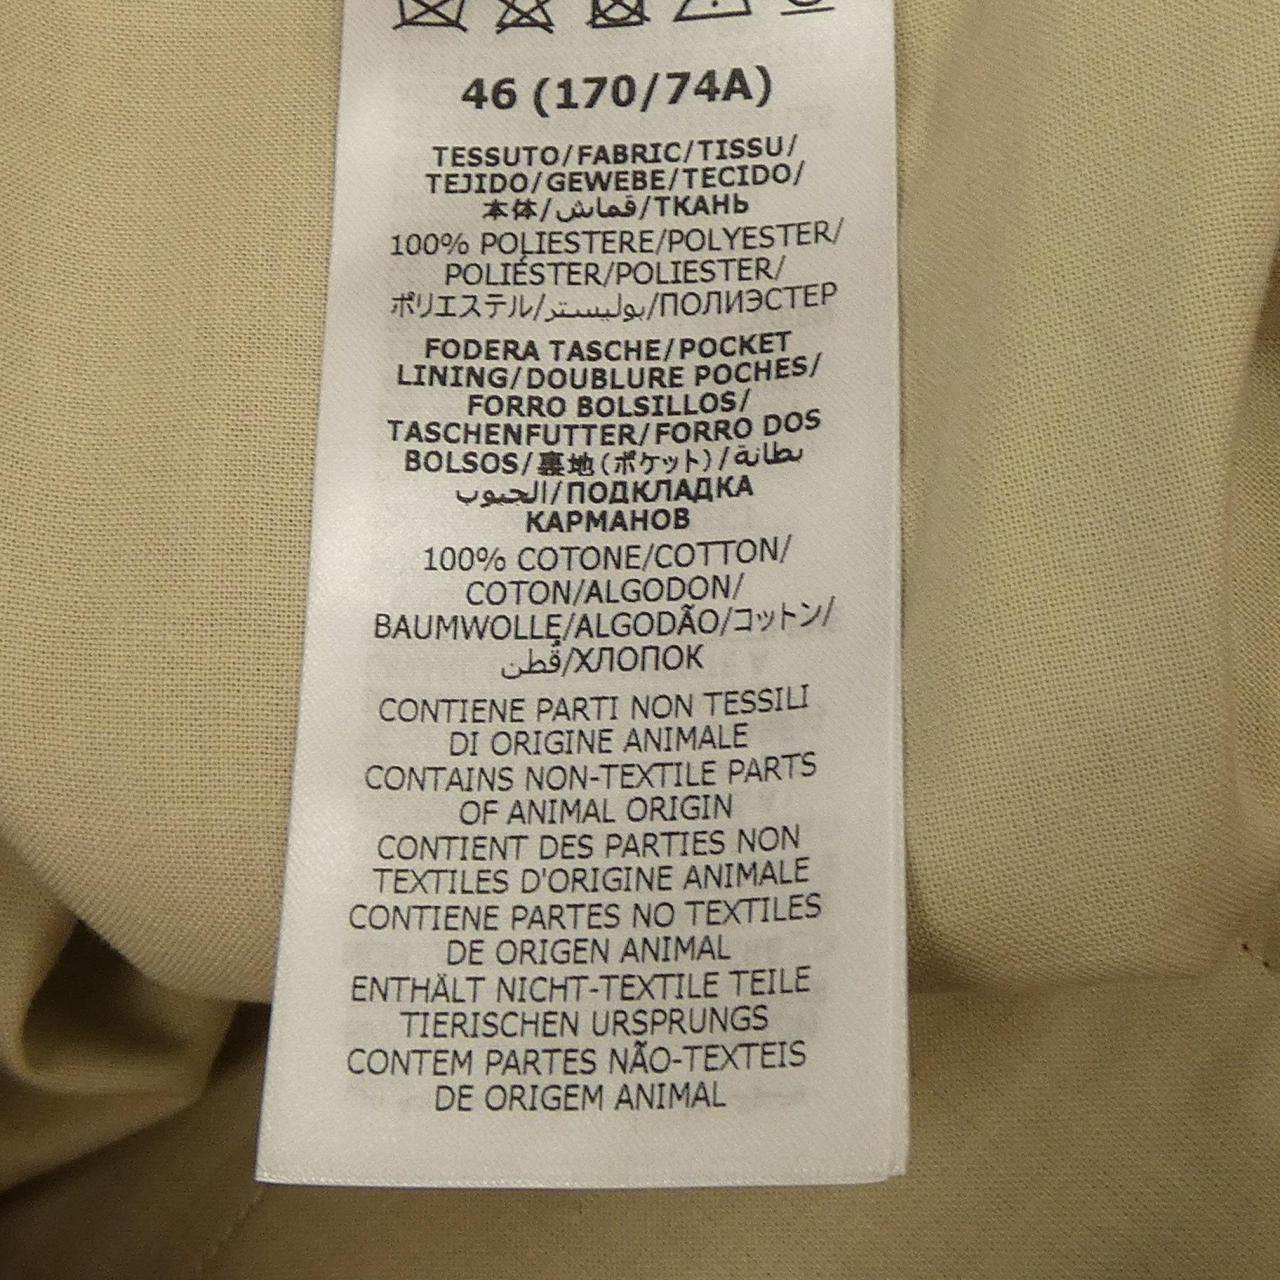 46 (170/74A)
TESSUTO/FABRIC/TISSU/
TEJIDO/GEWEBE/TECIDO/
本体/قماش/ТКАНЬ
100% POLIESTERE/POLYESTER/
POLIÉSTER/POLIESTER/
ポリエステル/بوليستر/ПОЛИЭСТЕР
FODERA TASCHE/POCKET
LINING/DOUBLURE POCHES/
FORRO BOLSILLOS/
TASCHENFUTTER/FORRO DOS
BOLSOS/裏地(ポケット)/بطانة
الجيوب/ПОДКЛАДКА
КАРМАНОВ
100% COTONE/COTTON/
COTON/ALGODON/
BAUMWOLLE/ALGODÃO/コットン/
قطن/ХЛОПОК
CONTIENE PARTI NON TESSILI
DI ORIGINE ANIMALE
CONTAINS NON-TEXTILE PARTS
OF ANIMAL ORIGIN
CONTIENT DES PARTIES NON
TEXTILES D'ORIGINE ANIMALE
CONTIENE PARTES NO TEXTILES
DE ORIGEN ANIMAL
ENTHÄLT NICHT-TEXTILE TEILE
TIERISCHEN URSPRUNGS
CONTEM PARTES NÃO-TEXTEIS
DE ORIGEM ANIMAL